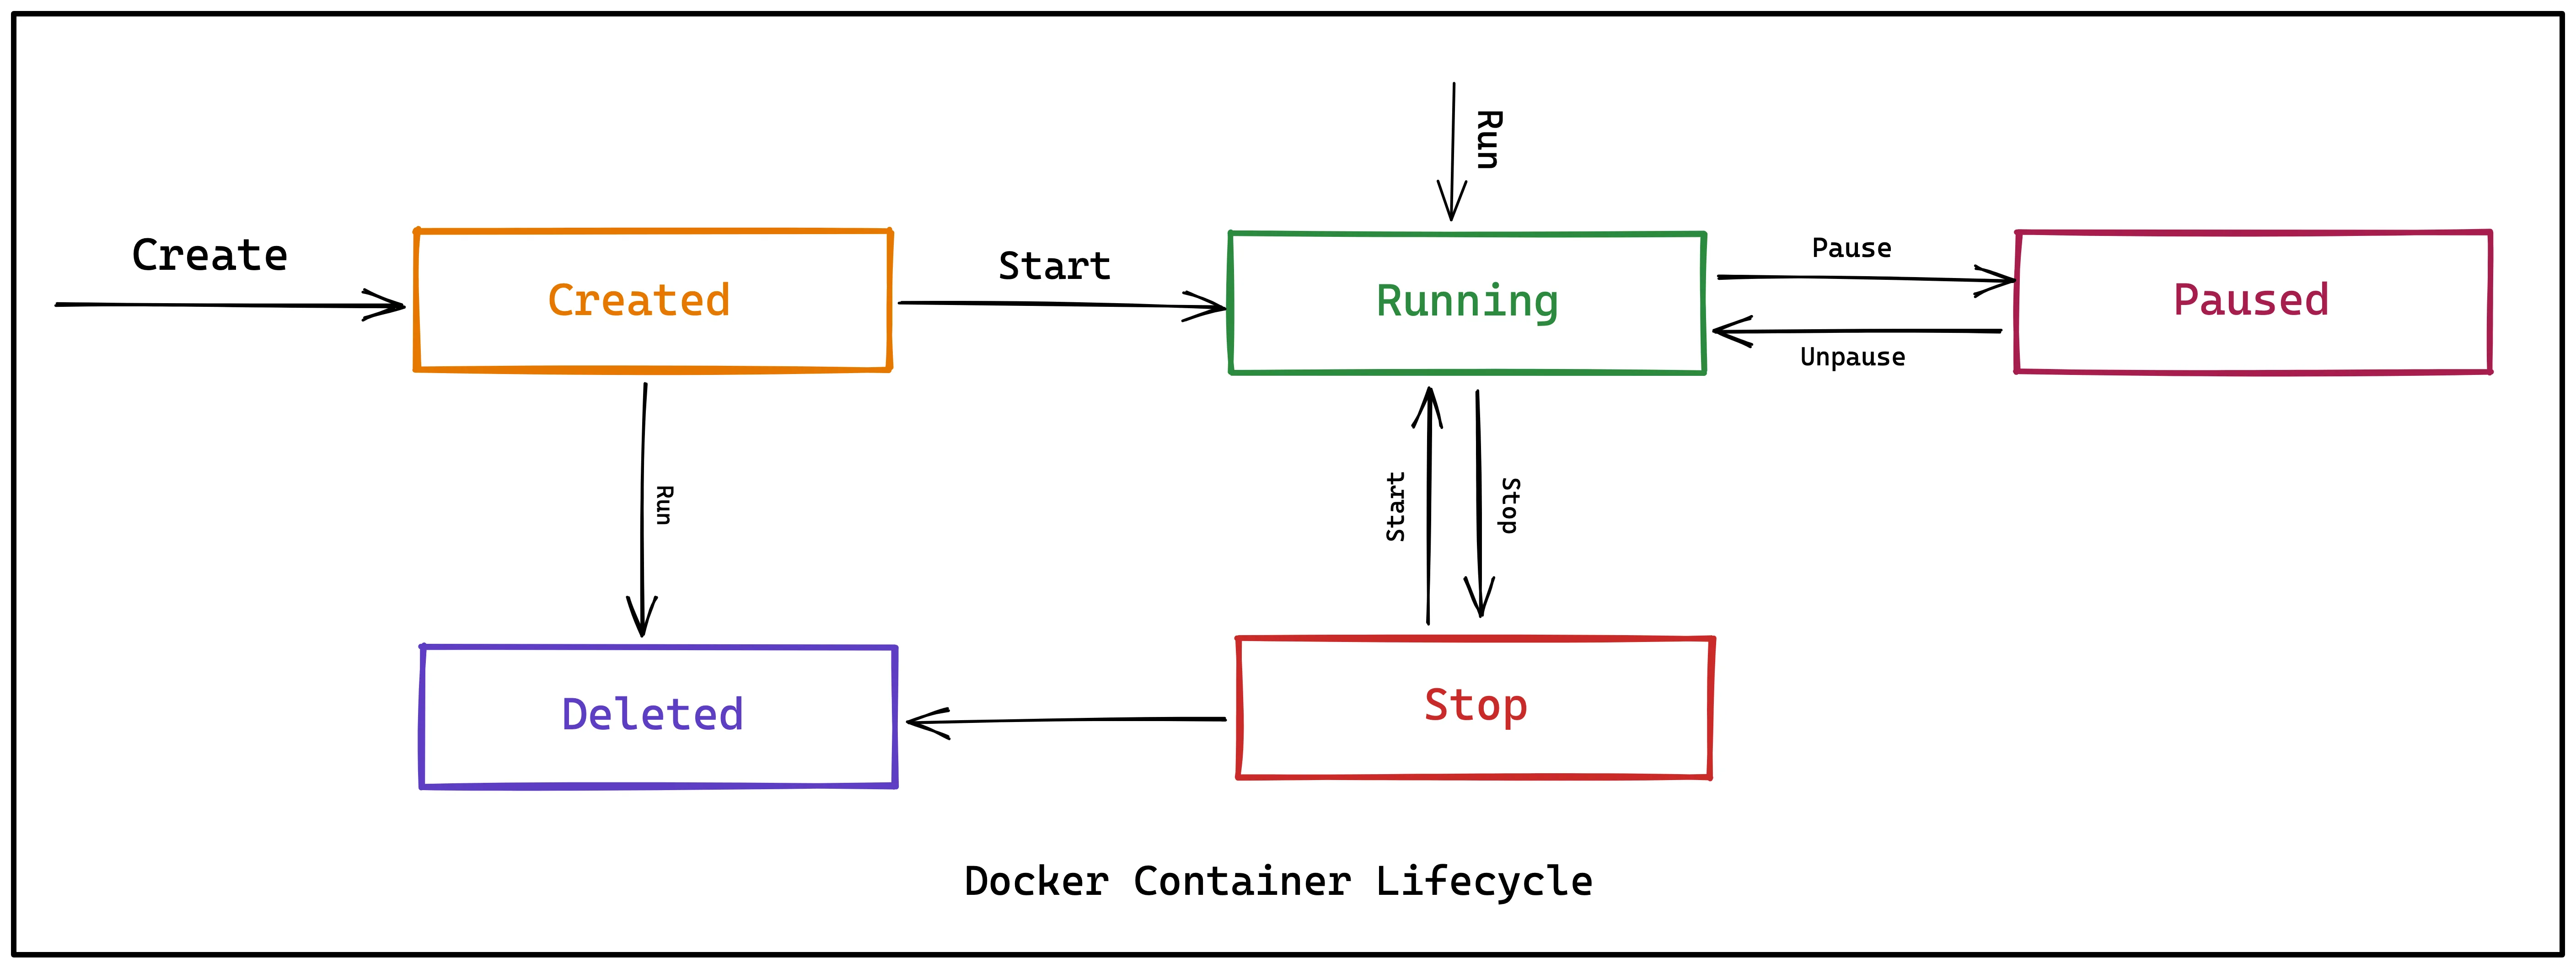 Run
Create
Created
Start
Running
Pause
Unpause
Paused
Run
Start
Stop
Deleted
Stop
Docker Container Lifecycle